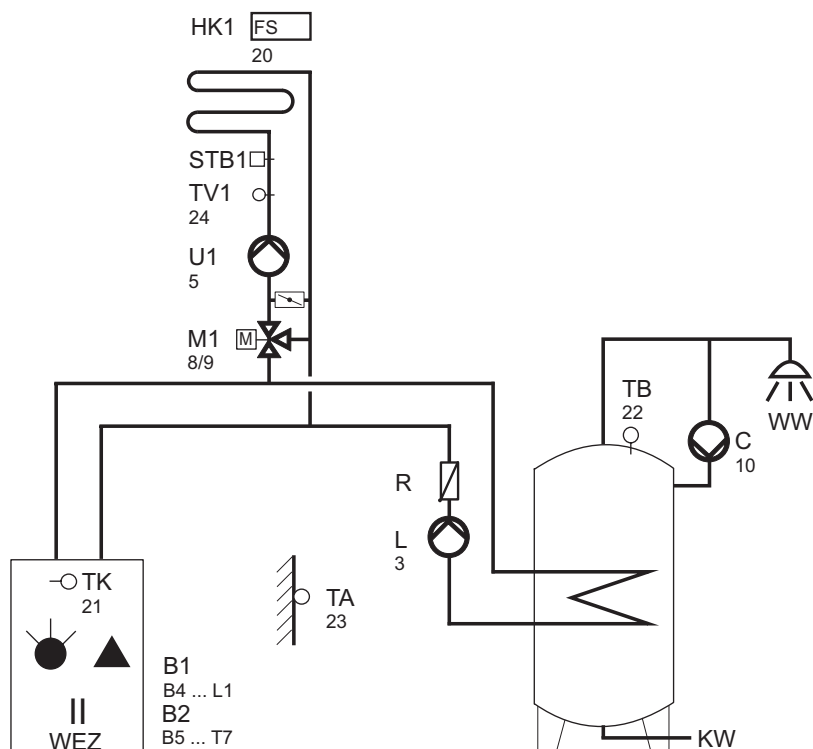 HK1 FS
20
STB1
TV1
24
U1
5
M1 M
8/9
TB
22
WW
C
10
R
L
3
TK
21
TA
23
B1
B4 ... L1
B2
B5 ... T7
II
WEZ
KW